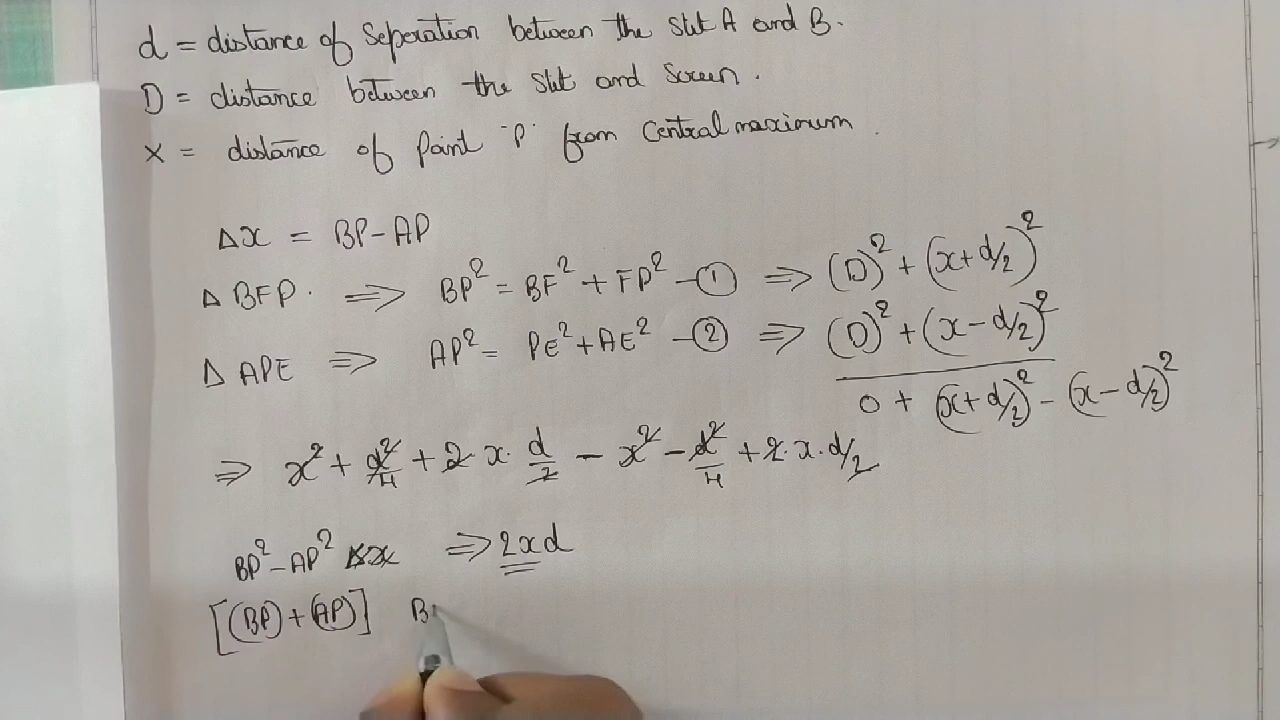 d = distance of Seperation between the slit A and B.
D = distance between the slit and Screen.
x = distance of Point "P" from Central maximum.
Δx = BP-AP
Δ BFP. ⇒ BP² = BF² + FP² -① ⇒ (D)² + (x+d/2)²
Δ APE ⇒ AP² = PE² + AE² -② ⇒ (D)² + (x-d/2)²
0 + (x+d/2)² - (x-d/2)²
⇒ x² + d²/4 + 2 x. d/2 - x² - d²/4 + 2. x. d/2
BP² - AP² ⇒ 2xd
[(BP) + (AP)] B